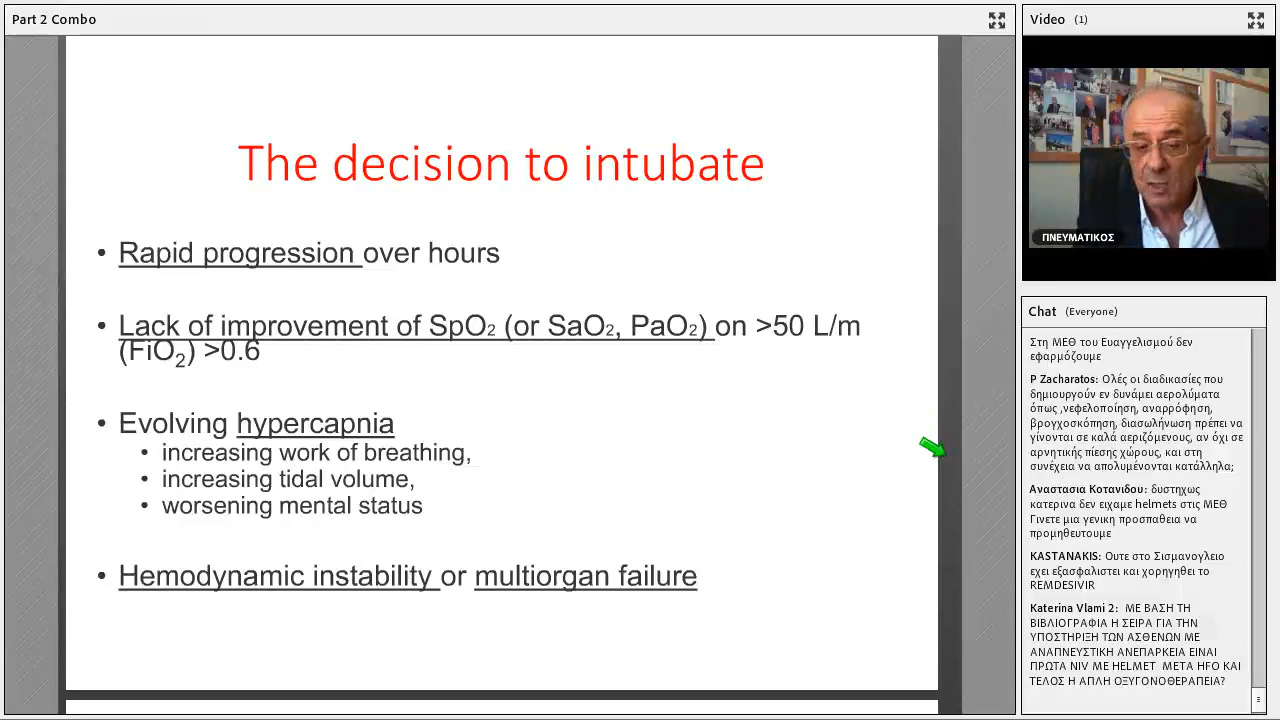 Part 2 Combo
The decision to intubate
• Rapid progression over hours
• Lack of improvement of SpO₂ (or SaO₂, PaO₂) on >50 L/m
(FiO₂) >0.6
• Evolving hypercapnia
• increasing work of breathing,
• increasing tidal volume,
• worsening mental status
• Hemodynamic instability or multiorgan failure
Video (1)
ΠΝΕΥΜΑΤΙΚΟΣ
Chat (Everyone)
Στη ΜΕΘ του Ευαγγελισμού δεν
εφαρμόζουμε
P Zacharatos: Ολές οι διαδικασίες που
δημιουργούν εν δυνάμει αερολύματα
όπως ,νεφελοποίηση, αναρρόφηση,
βρογχοσκόπηση, διασωλήνωση πρέπει να
γίνονται σε καλά αεριζόμενους, αν όχι σε
αρνητικής πίεσης χώρους, και στη
συνέχεια να απολυμένονται κατάλληλα;
Αναστασια Κοτανιδου: δυστηχως
κατερινα δεν ειχαμε helmets στις ΜΕΘ
Γινετε μια γενικη προσπαθεια να
προμηθευτουμε
KASTANAKIS: Ουτε στο Σισμανογλειο
εχει εξασφαλιστει και χορηγηθει το
REMDESIVIR
Katerina Vlami 2: ΜΕ ΒΑΣΗ ΤΗ
ΒΙΒΛΙΟΓΡΑΦΙΑ Η ΣΕΙΡΑ ΓΙΑ ΤΗΝ
ΥΠΟΣΤΗΡΙΞΗ ΤΩΝ ΑΣΘΕΝΩΝ ΜΕ
ΑΝΑΠΝΕΥΣΤΙΚΗ ΑΝΕΠΑΡΚΕΙΑ ΕΙΝΑΙ
ΠΡΩΤΑ NIV ΜΕ HELMET ΜΕΤΑ HFO ΚΑΙ
ΤΕΛΟΣ Η ΑΠΛΗ ΟΞΥΓΟΝΟΘΕΡΑΠΕΙΑ?